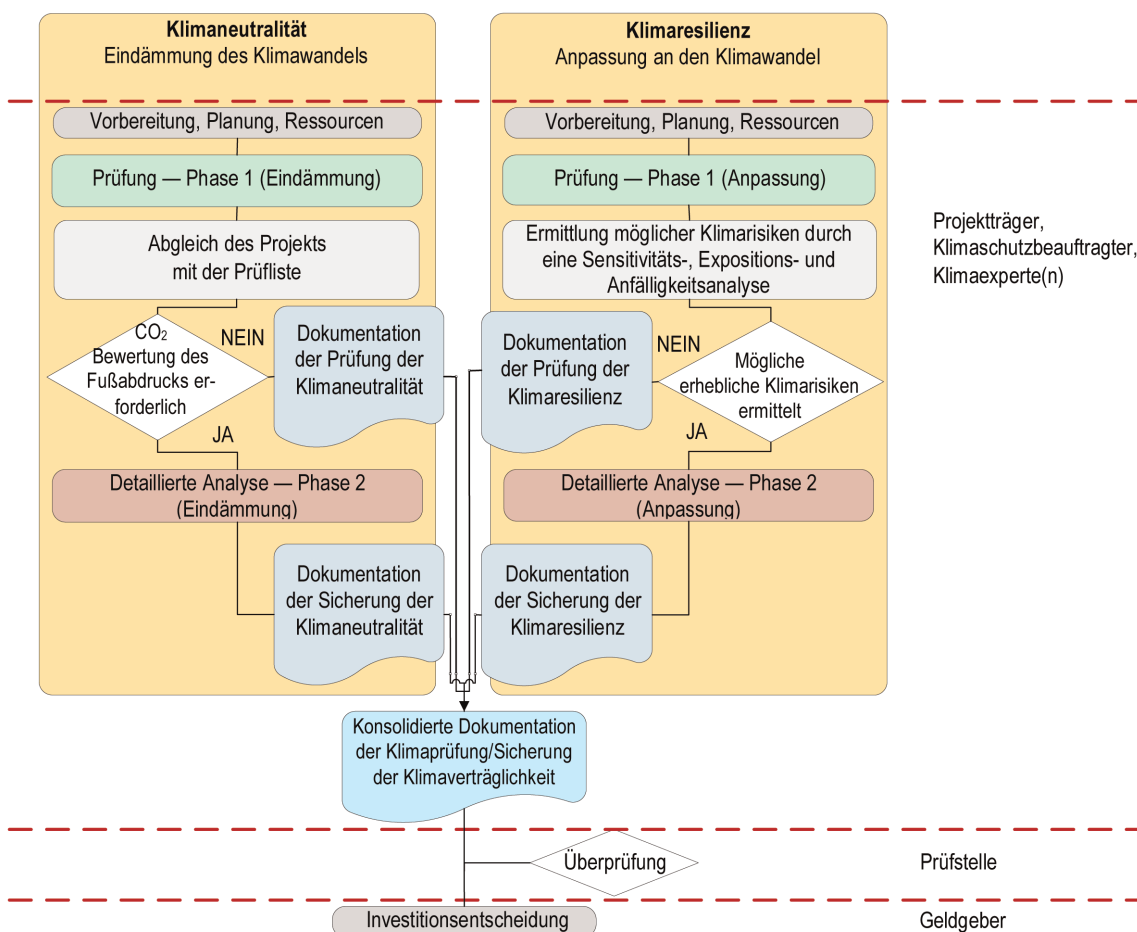 Klimaneutralität
Eindämmung des Klimawandels
Vorbereitung, Planung, Ressourcen
Prüfung — Phase 1 (Eindämmung)
Abgleich des Projekts
mit der Prüfliste
CO₂
Bewertung des
Fußabdrucks er-
forderlich
NEIN
Dokumentation
der Prüfung der
Klimaneutralität
JA
Detaillierte Analyse — Phase 2
(Eindämmung)
Dokumentation
der Sicherung der
Klimaneutralität
Klimaresilienz
Anpassung an den Klimawandel
Vorbereitung, Planung, Ressourcen
Prüfung — Phase 1 (Anpassung)
Ermittlung möglicher Klimarisiken durch
eine Sensitivitäts-, Expositions- und
Anfälligkeitsanalyse
Mögliche
erhebliche Klimarisiken
ermittelt
NEIN
Dokumentation
der Prüfung der
Klimaresilienz
JA
Detaillierte Analyse — Phase 2
(Anpassung)
Dokumentation
der Sicherung der
Klimaresilienz
Projektträger,
Klimaschutzbeauftragter,
Klimaexperte(n)
Konsolidierte Dokumentation
der Klimaprüfung/Sicherung
der Klimaverträglichkeit
Überprüfung
Prüfstelle
Investitionsentscheidung
Geldgeber